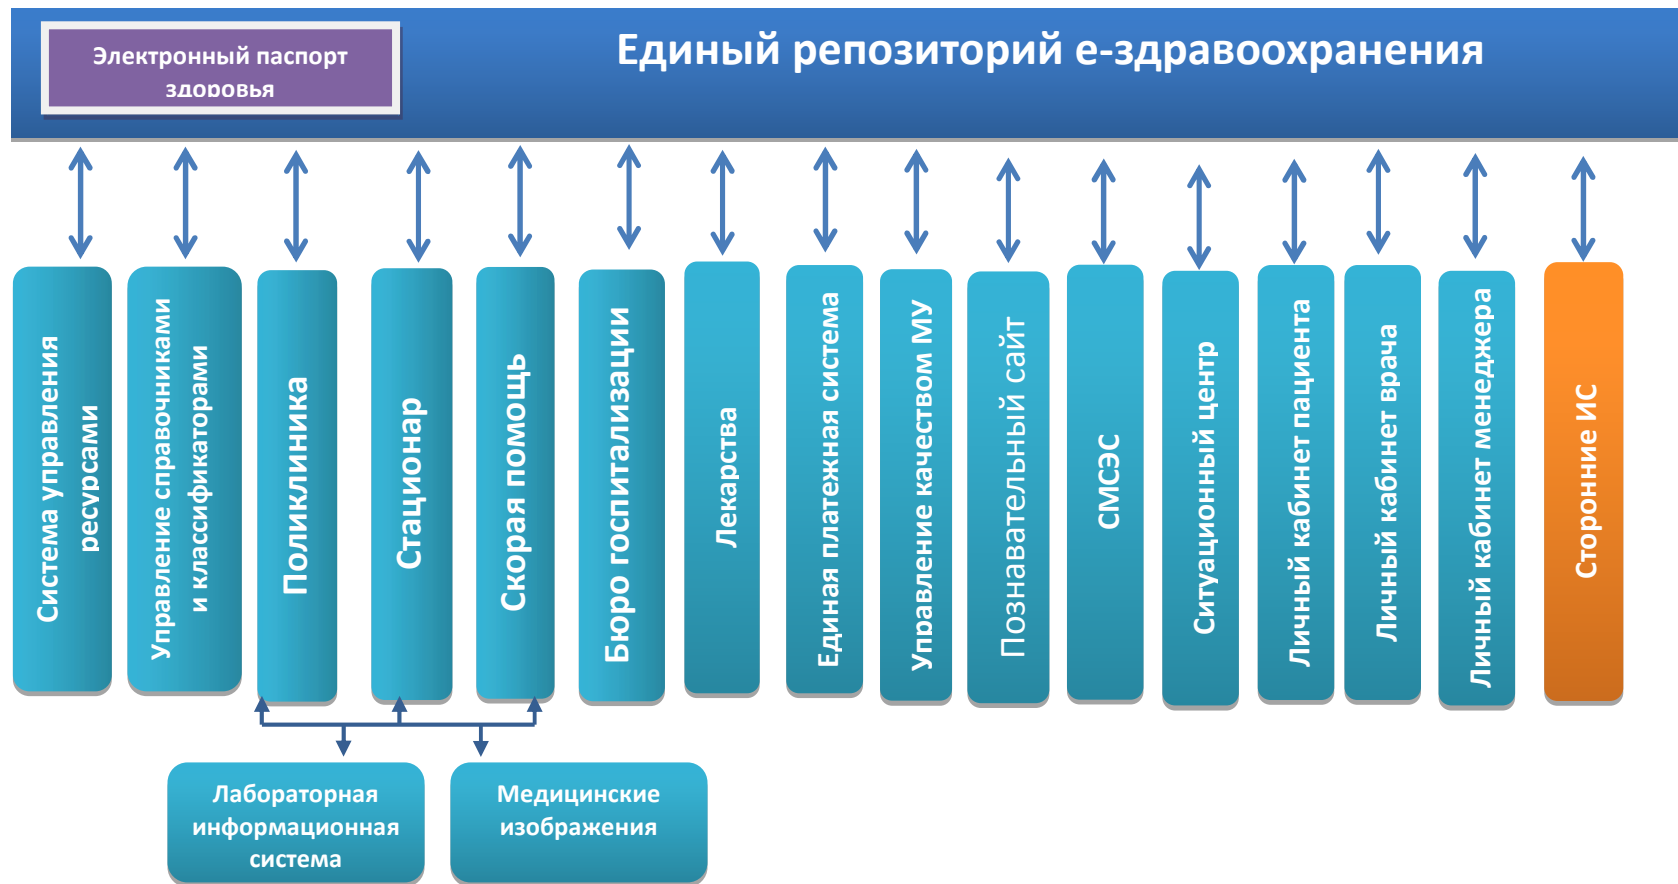 Электронный паспорт
здоровья
Единый репозиторий е-здравоохранения
Система управления
ресурсами
Управление справочниками
и классификаторами
Поликлиника
Стационар
Скорая помощь
Бюро госпитализации
Лекарства
Единая платежная система
Управление качеством МУ
Познавательный сайт
СМСЭС
Ситуационный центр
Личный кабинет пациента
Личный кабинет врача
Личный кабинет менеджера
Сторонние ИС
Лабораторная
информационная
система
Медицинские
изображения